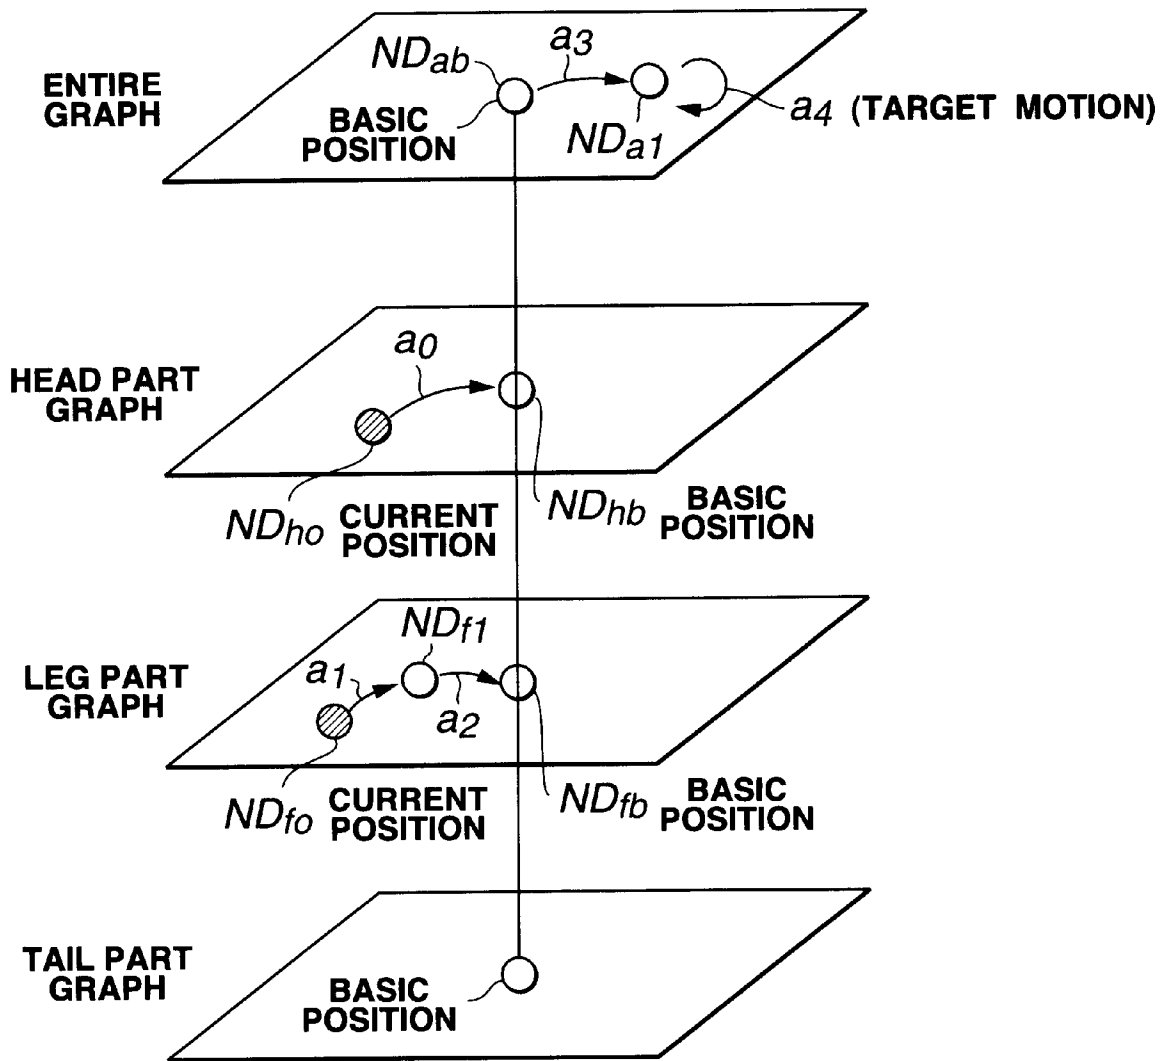 ENTIRE
GRAPH
NDab
BASIC
POSITION
a3
NDa1
a4 (TARGET MOTION)
HEAD PART
GRAPH
a0
NDho
CURRENT
POSITION
NDhb
BASIC
POSITION
LEG PART
GRAPH
a1
NDf1
a2
NDfo
CURRENT
POSITION
NDfb
BASIC
POSITION
TAIL PART
GRAPH
BASIC
POSITION